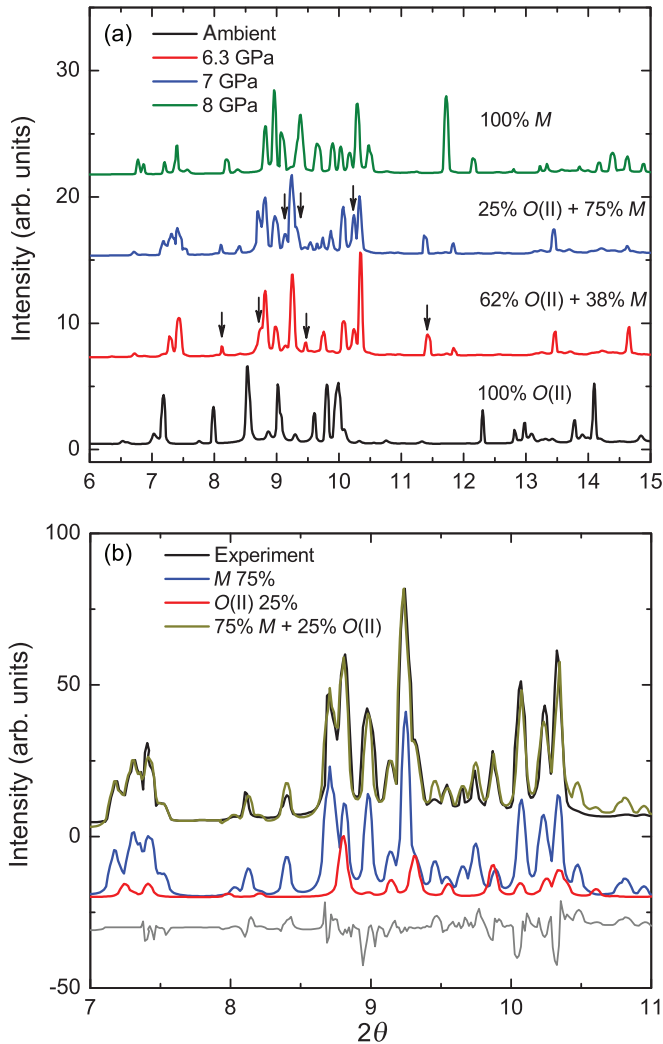 (a)
Ambient
6.3 GPa
7 GPa
8 GPa
Intensity (arb. units)
30
20
10
0
100% M
25% O(II) + 75% M
62% O(II) + 38% M
100% O(II)
6 7 8 9 10 11 12 13 14 15
(b)
Experiment
M 75%
O(II) 25%
75% M + 25% O(II)
Intensity (arb. units)
100
50
0
-50
7 8 9 10 11
2θ